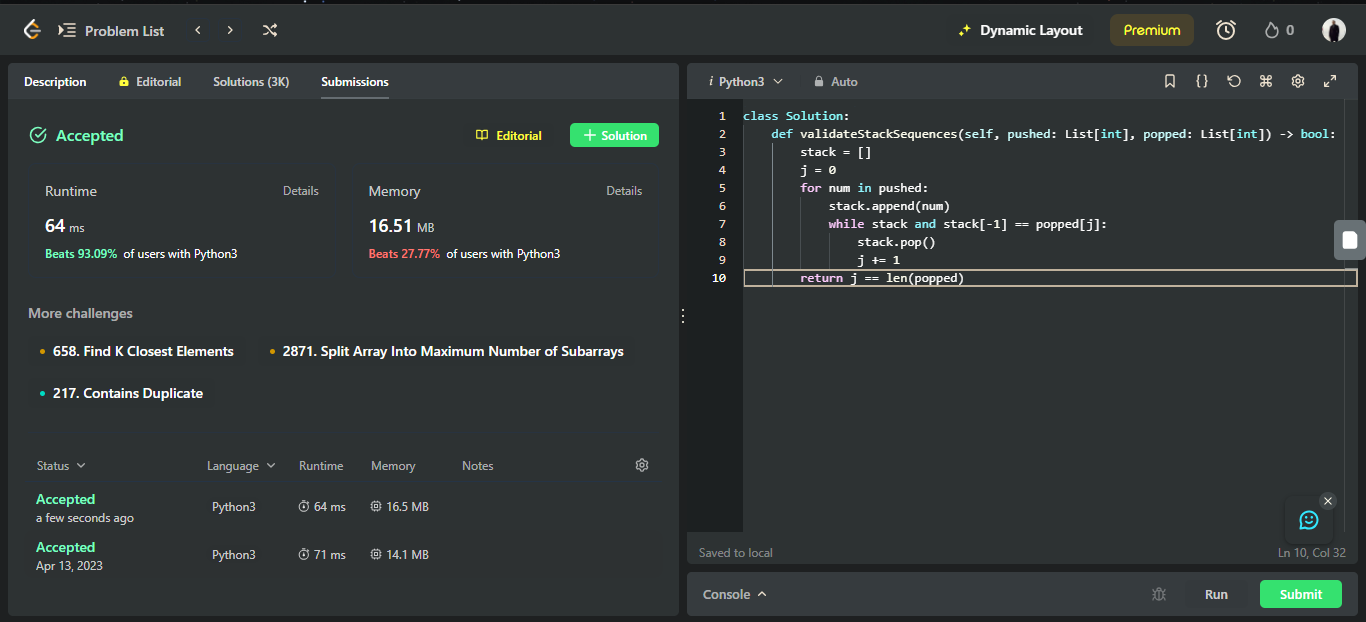 Problem List
Dynamic Layout
Premium
0
Description
Editorial
Solutions (3K)
Submissions
Accepted
Editorial
Solution
Runtime
Details
64 ms
Beats 93.09% of users with Python3
Memory
Details
16.51 MB
Beats 27.77% of users with Python3
More challenges
658. Find K Closest Elements
2871. Split Array Into Maximum Number of Subarrays
217. Contains Duplicate
Status
Language
Runtime
Memory
Notes
Accepted
a few seconds ago
Python3
64 ms
16.5 MB
Accepted
Apr 13, 2023
Python3
71 ms
14.1 MB
i Python3
Auto
1 class Solution:
2 def validateStackSequences(self, pushed: List[int], popped: List[int]) -> bool:
3 stack = []
4 j = 0
5 for num in pushed:
6 stack.append(num)
7 while stack and stack[-1] == popped[j]:
8 stack.pop()
9 j += 1
10 return j == len(popped)
Saved to local
Ln 10, Col 32
Console
Run
Submit